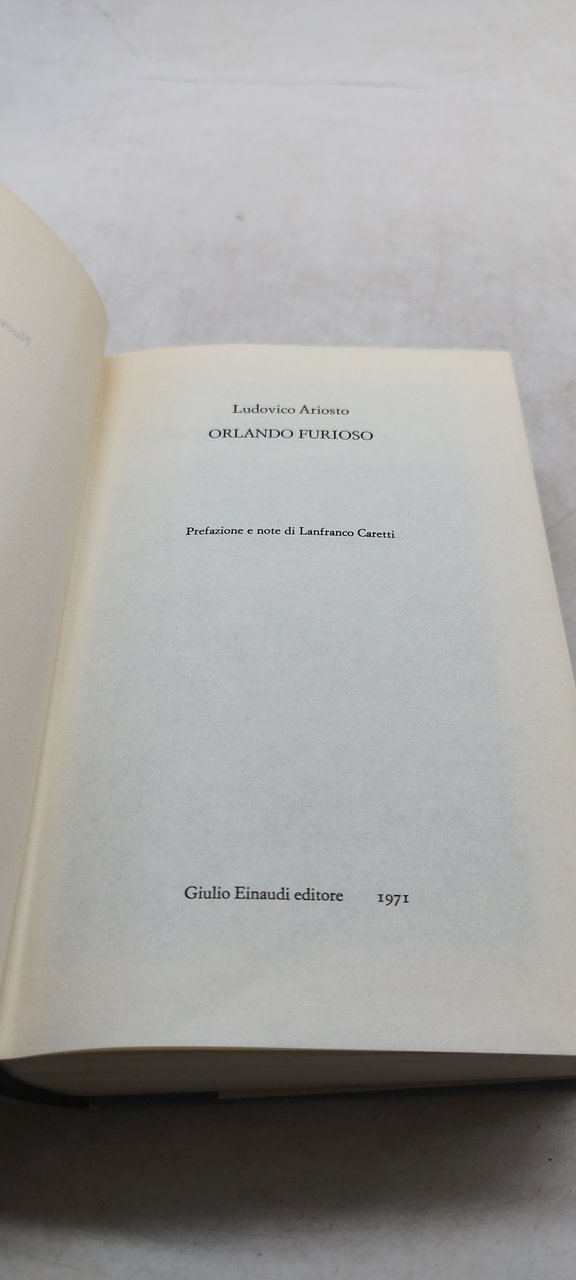 Ludovico Ariosto
ORLANDO FURIOSO
Prefazione e note di Lanfranco Caretti
Giulio Einaudi editore 1971